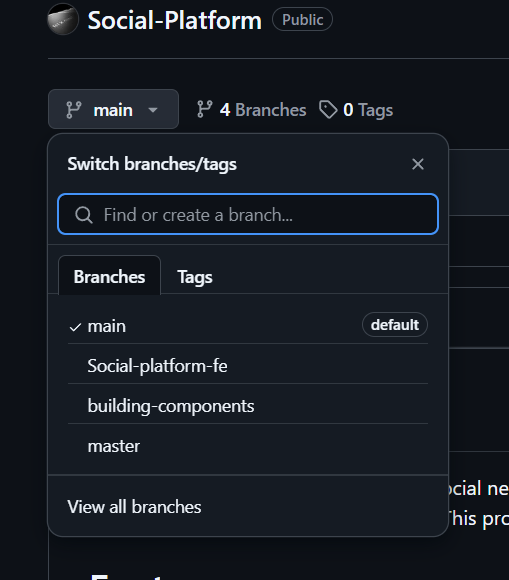 Social-Platform Public
main 4 Branches 0 Tags
Switch branches/tags
Find or create a branch...
Branches Tags
main default
Social-platform-fe
building-components
master
ocial ne
View all branches
This pro